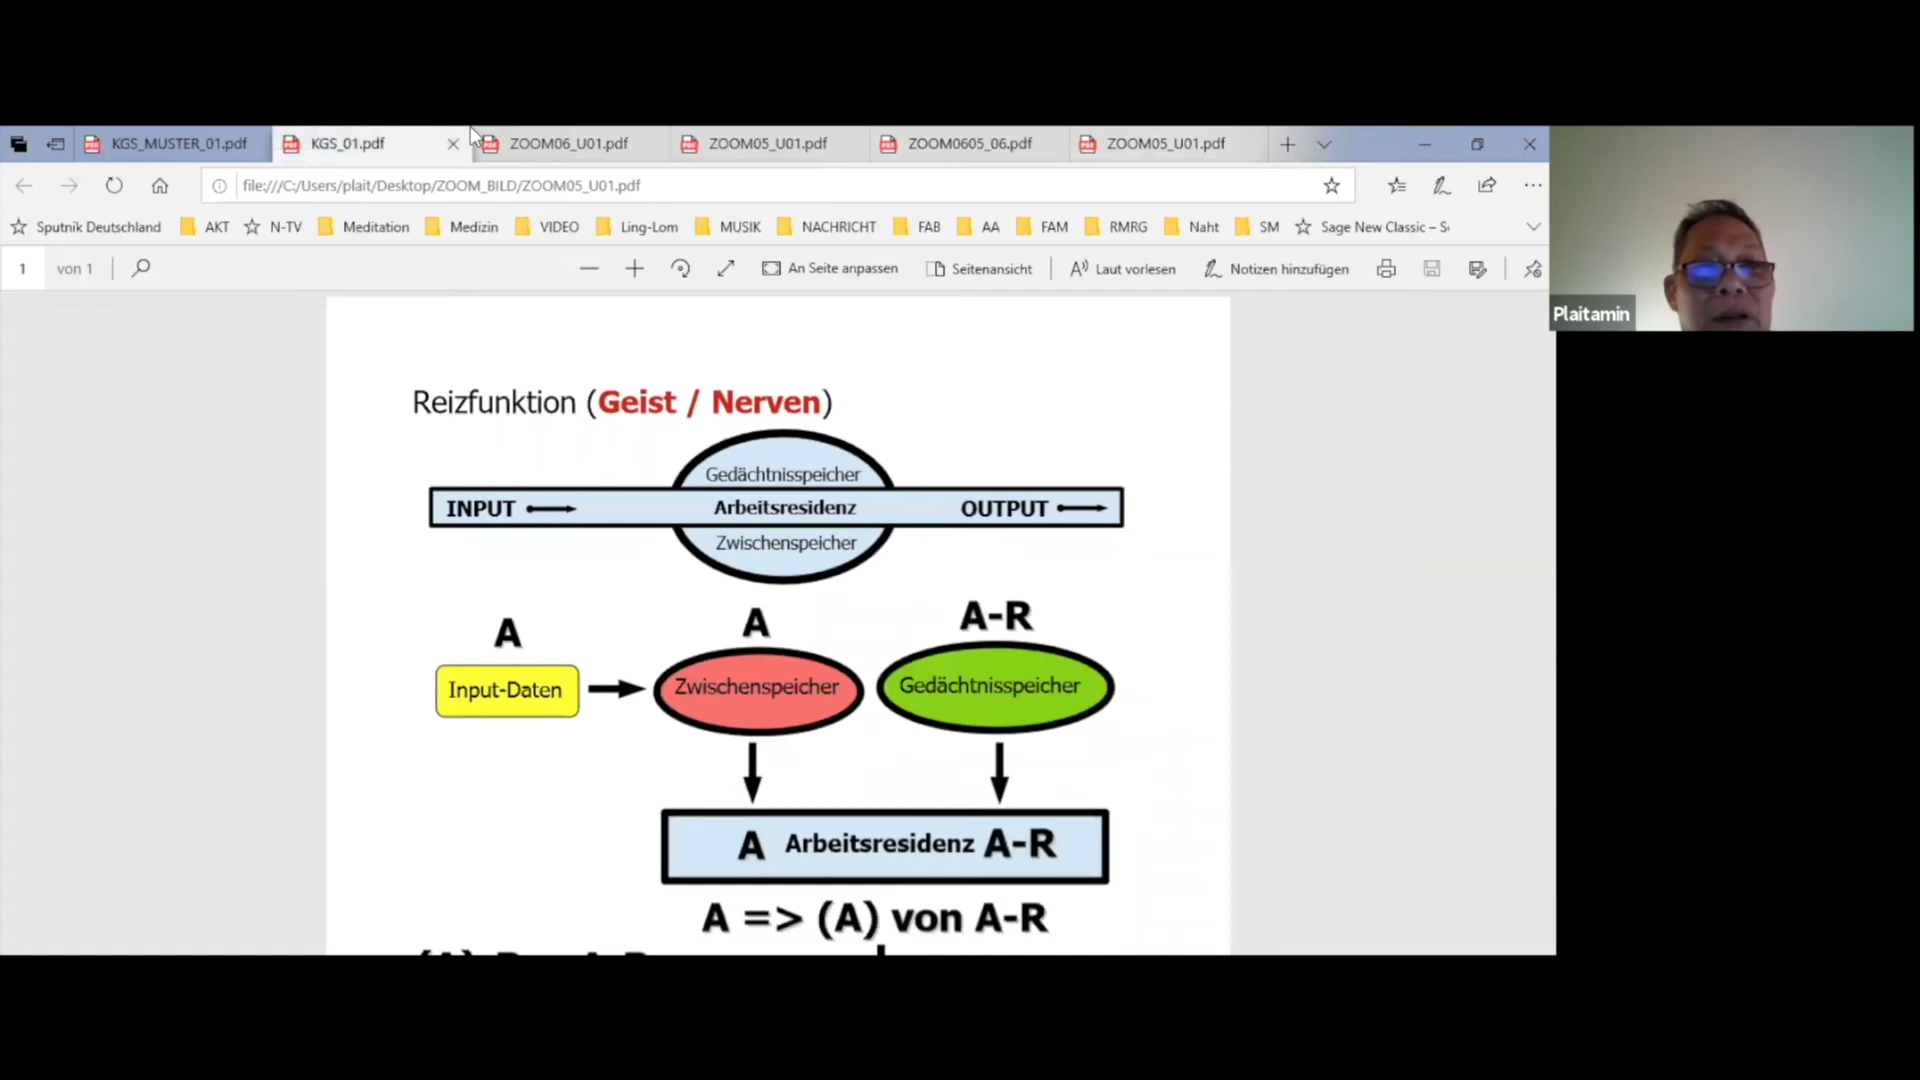 KGS_MUSTER_01.pdf
KGS_01.pdf
ZOOM06_U01.pdf
ZOOM05_U01.pdf
ZOOM0605_06.pdf
ZOOM05_U01.pdf
file:///C:/Users/plait/Desktop/ZOOM_BILD/ZOOM05_U01.pdf
Sputnik Deutschland AKT N-TV Meditation Medizin VIDEO Ling-Lom MUSIK NACHRICHT FAB AA FAM RMRG Naht SM Sage New Classic – S
1 von 1 An Seite anpassen Seitenansicht Laut vorlesen Notizen hinzufügen
Plaitamin
Reizfunktion (Geist / Nerven)
Gedächtnisspeicher
INPUT Arbeitsresidenz OUTPUT
Zwischenspeicher
A A A-R
Input-Daten Zwischenspeicher Gedächtnisspeicher
A Arbeitsresidenz A-R
A => (A) von A-R